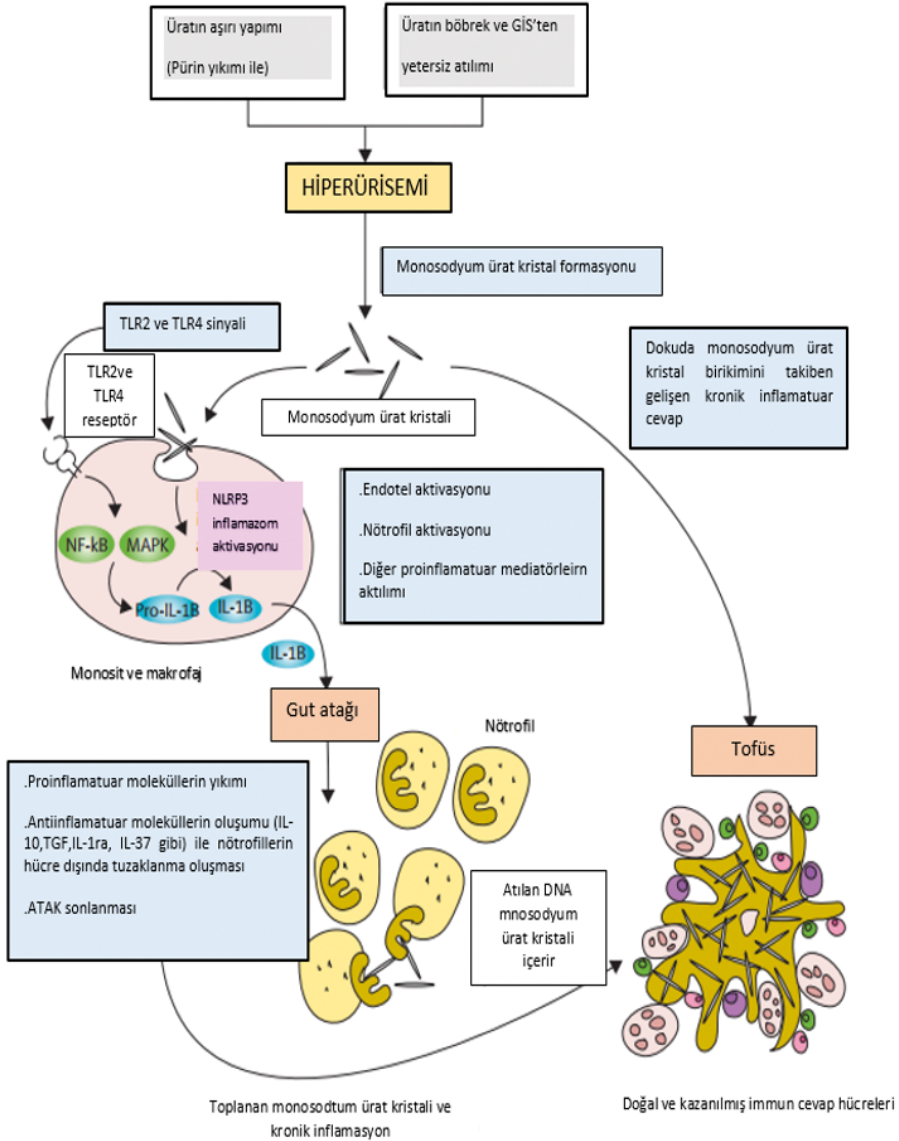 Üratın aşırı yapımı
(Pürin yıkımı ile)
Üratın böbrek ve GİS'ten
yetersiz atılımı
HİPERÜRİSEMİ
Monosodyum ürat kristal formasyonu
TLR2 ve TLR4 sinyali
TLR2ve
TLR4
reseptör
Monosodyum ürat kristali
Dokuda monosodyum ürat
kristal birikimini takiben
gelişen kronik inflamatuar
cevap
NLRP3
inflamazom
aktivasyonu
.Endotel aktivasyonu
.Nötrofil aktivasyonu
.Diğer proinflamatuar mediatörleirn
aktılımı
NF-kB
MAPK
Pro-IL-1B
IL-1B
IL-1B
Monosit ve makrofaj
Gut atağı
Nötrofil
Tofüs
.Proinflamatuar moleküllerin yıkımı
.Antiinflamatuar moleküllerin oluşumu (IL-
10,TGF,IL-1ra, IL-37 gibi) ile nötrofillerin
hücre dışında tuzaklanma oluşması
.ATAK sonlanması
Atılan DNA
mnosodyum
ürat kristali
içerir
Toplanan monosodtum ürat kristali ve
kronik inflamasyon
Doğal ve kazanılmış immun cevap hücreleri